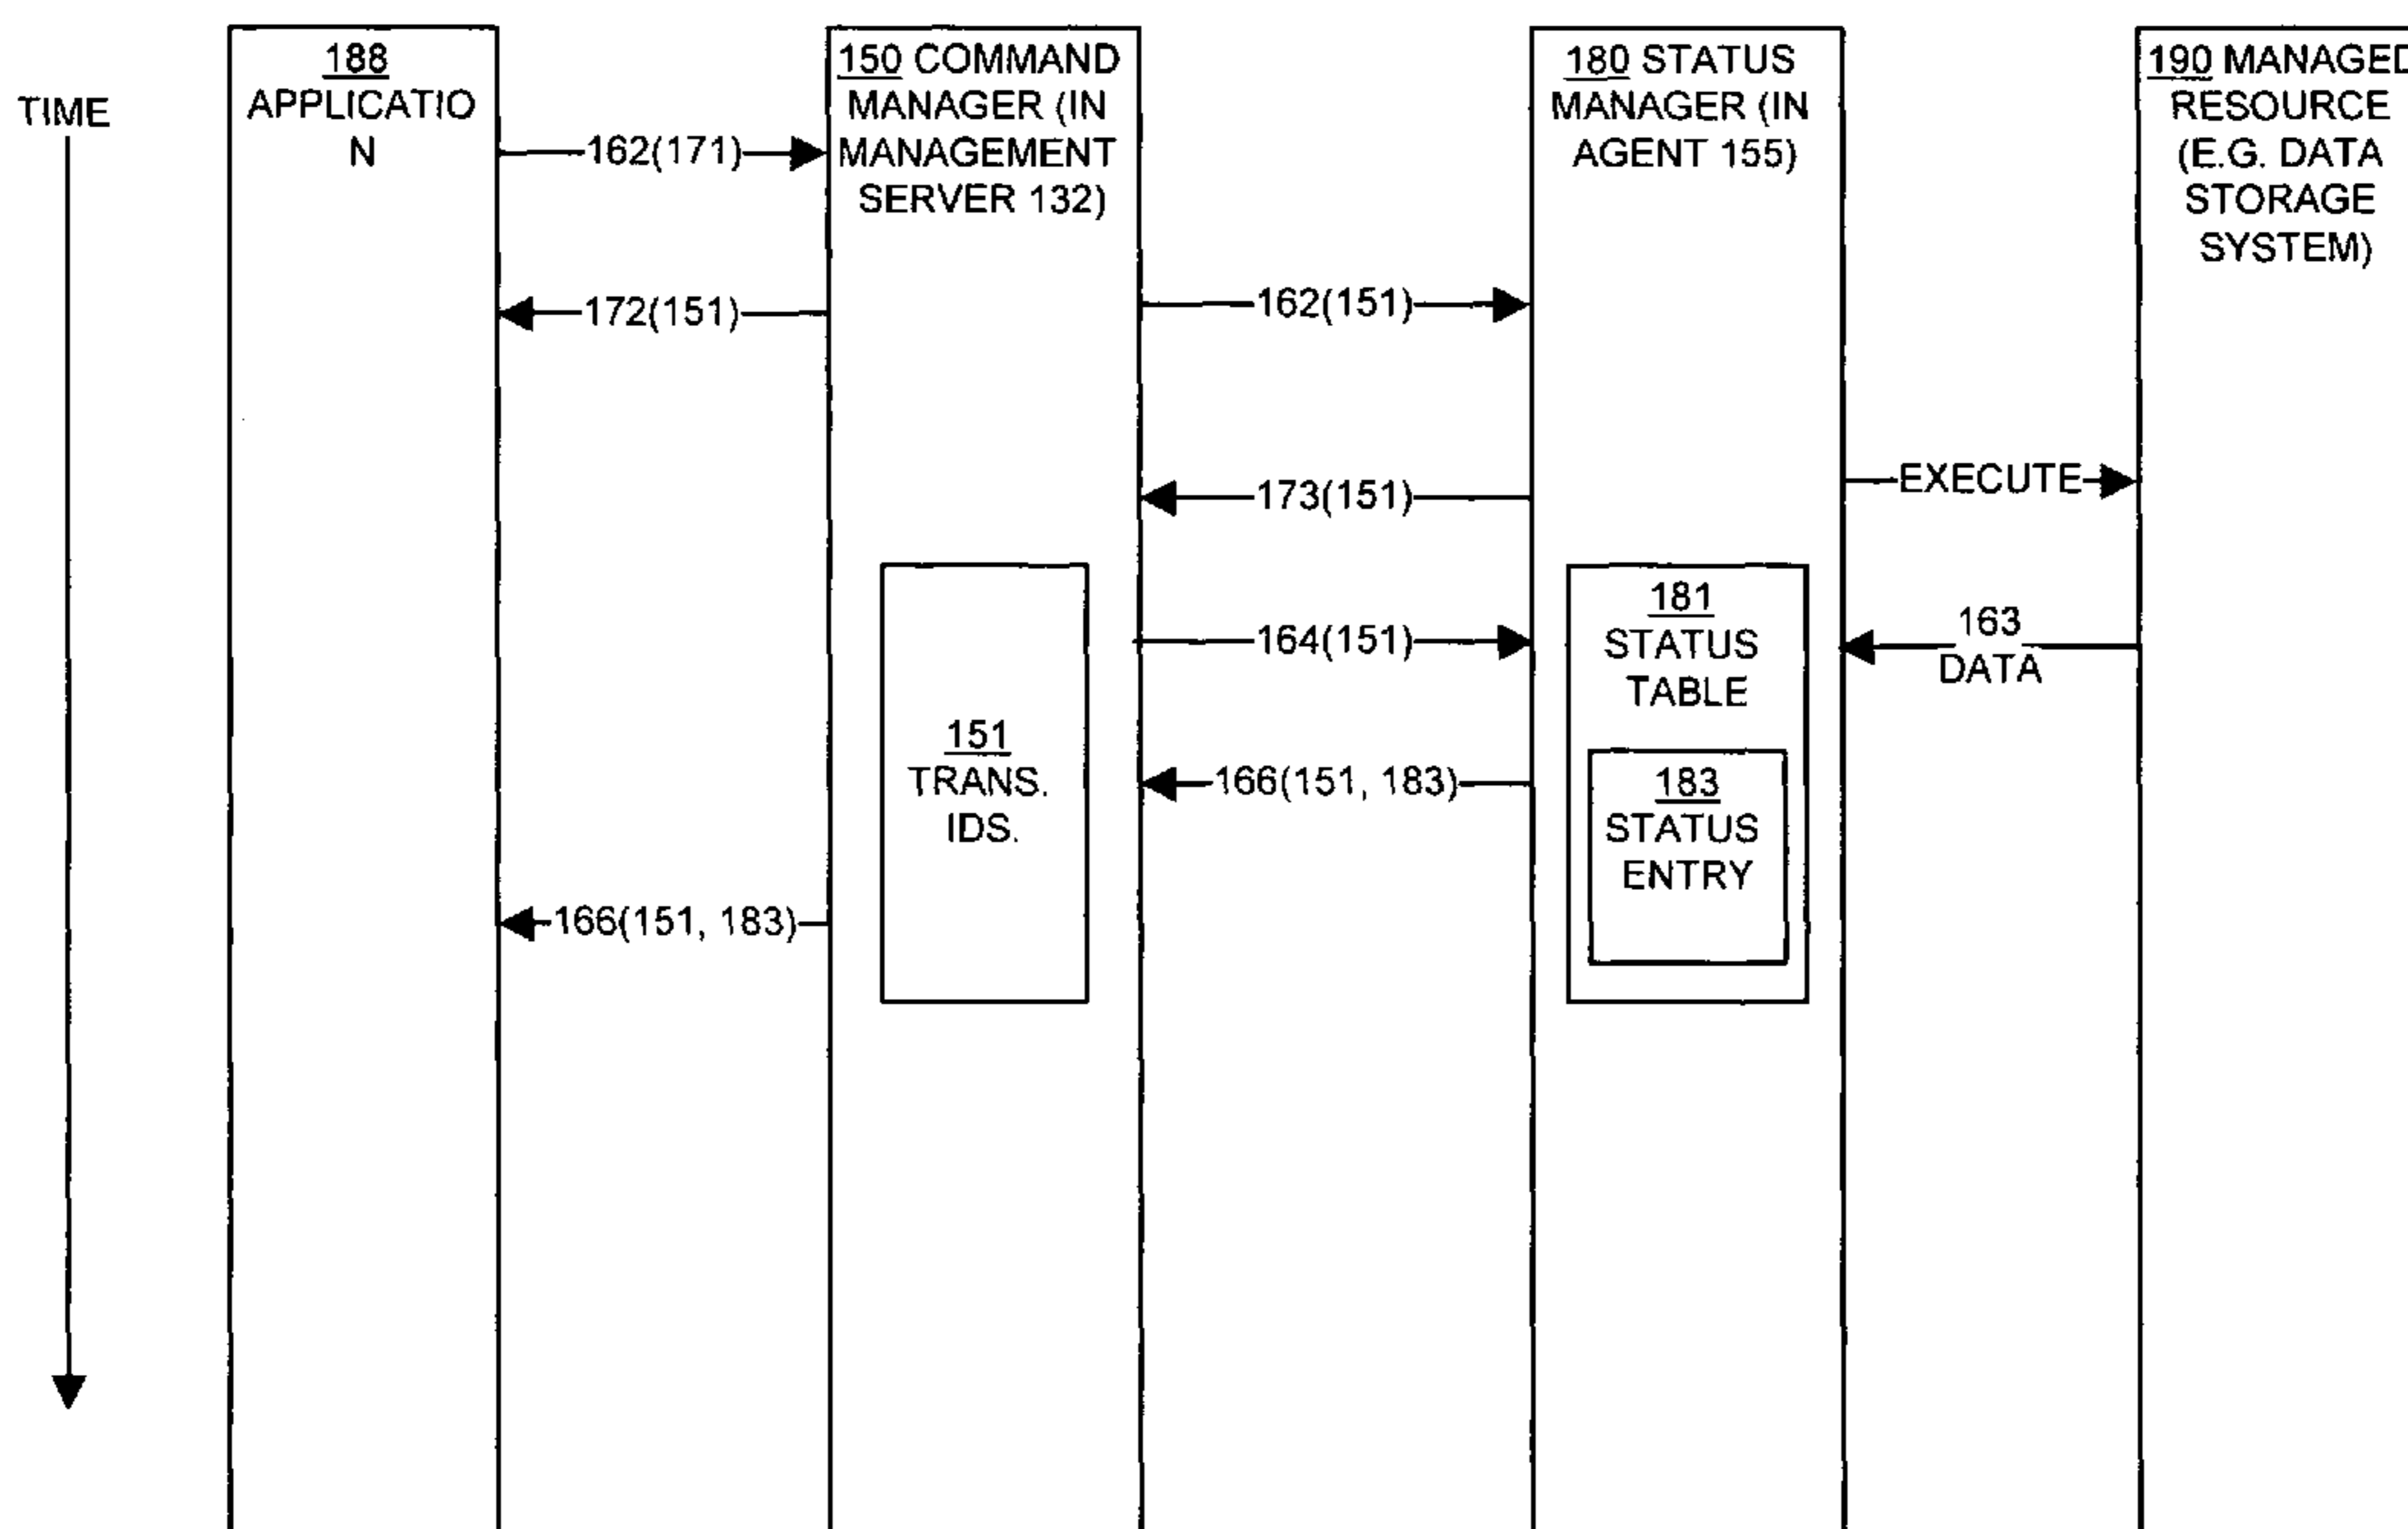 TIME
188
APPLICATIO
N
150 COMMAND
MANAGER (IN
MANAGEMENT
SERVER 132)
180 STATUS
MANAGER (IN
AGENT 155)
190 MANAGED
RESOURCE
(E.G. DATA
STORAGE
SYSTEM)
162(171)
172(151)
162(151)
173(151)
EXECUTE
164(151)
163
DATA
181
STATUS
TABLE
151
TRANS.
IDS.
166(151, 183)
183
STATUS
ENTRY
166(151, 183)